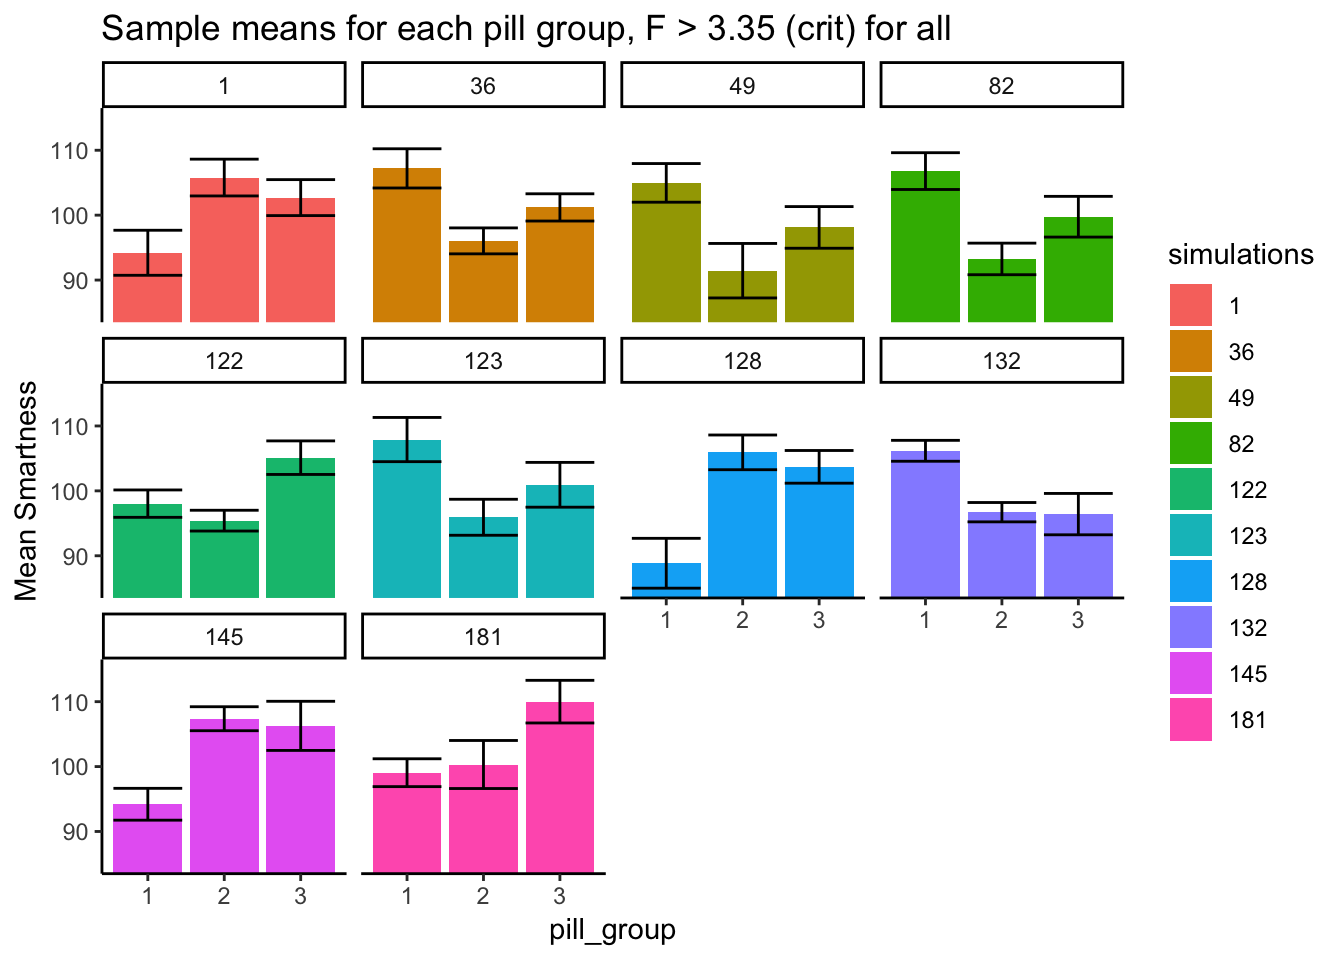 Sample means for each pill group, F > 3.35 (crit) for all
1 36 49 82
110
100
90
122 123 128 132
110
100
90
1 2 3 1 2 3
145 181
110
100
90
1 2 3 1 2 3
pill_group
Mean Smartness
simulations
1
36
49
82
122
123
128
132
145
181